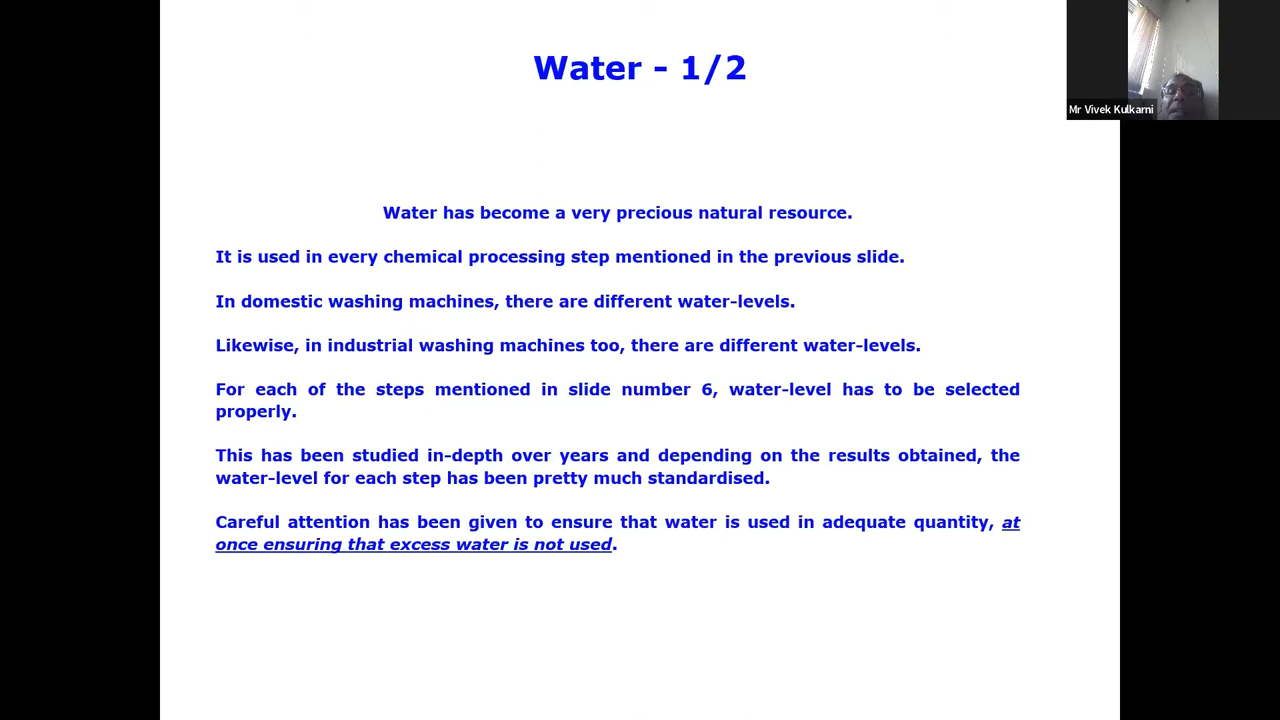 Water - 1/2
Mr Vivek Kulkarni
Water has become a very precious natural resource.
It is used in every chemical processing step mentioned in the previous slide.
In domestic washing machines, there are different water-levels.
Likewise, in industrial washing machines too, there are different water-levels.
For each of the steps mentioned in slide number 6, water-level has to be selected
properly.
This has been studied in-depth over years and depending on the results obtained, the
water-level for each step has been pretty much standardised.
Careful attention has been given to ensure that water is used in adequate quantity, at
once ensuring that excess water is not used.